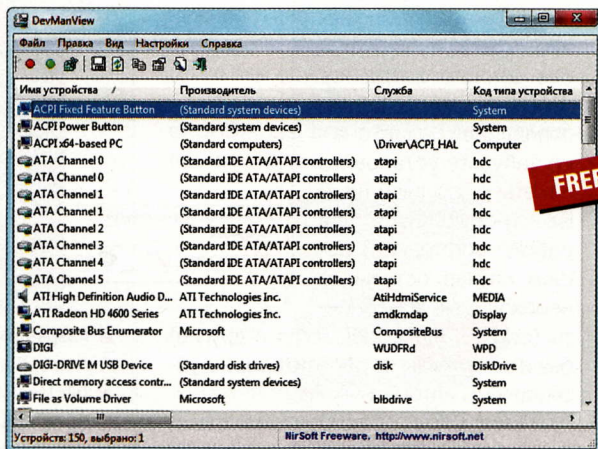 DevManView
Файл Правка Вид Настройки Справка
Имя устройства / Производитель Служба Код типа устройства
ACPI Fixed Feature Button (Standard system devices) System
ACPI Power Button (Standard system devices) System
ACPI x64-based PC (Standard computers) \Driver\ACPI_HAL Computer
ATA Channel 0 (Standard IDE ATA/ATAPI controllers) atapi hdc
ATA Channel 0 (Standard IDE ATA/ATAPI controllers) atapi hdc
ATA Channel 1 (Standard IDE ATA/ATAPI controllers) atapi hdc
ATA Channel 1 (Standard IDE ATA/ATAPI controllers) atapi hdc
ATA Channel 2 (Standard IDE ATA/ATAPI controllers) atapi hdc
ATA Channel 3 (Standard IDE ATA/ATAPI controllers) atapi hdc
ATA Channel 4 (Standard IDE ATA/ATAPI controllers) atapi hdc
ATA Channel 5 (Standard IDE ATA/ATAPI controllers) atapi hdc
FREE
ATI High Definition Audio D... ATI Technologies Inc. AtiHdmiService MEDIA
ATI Radeon HD 4600 Series ATI Technologies Inc. amdkmdap Display
Composite Bus Enumerator Microsoft CompositeBus System
DIGI WUDFRd WPD
DIGI-DRIVE M USB Device (Standard disk drives) disk DiskDrive
Direct memory access contr... (Standard system devices) System
File as Volume Driver Microsoft blbdrive System
Устройств: 150, выбрано: 1 NirSoft Freeware. http://www.nirsoft.net